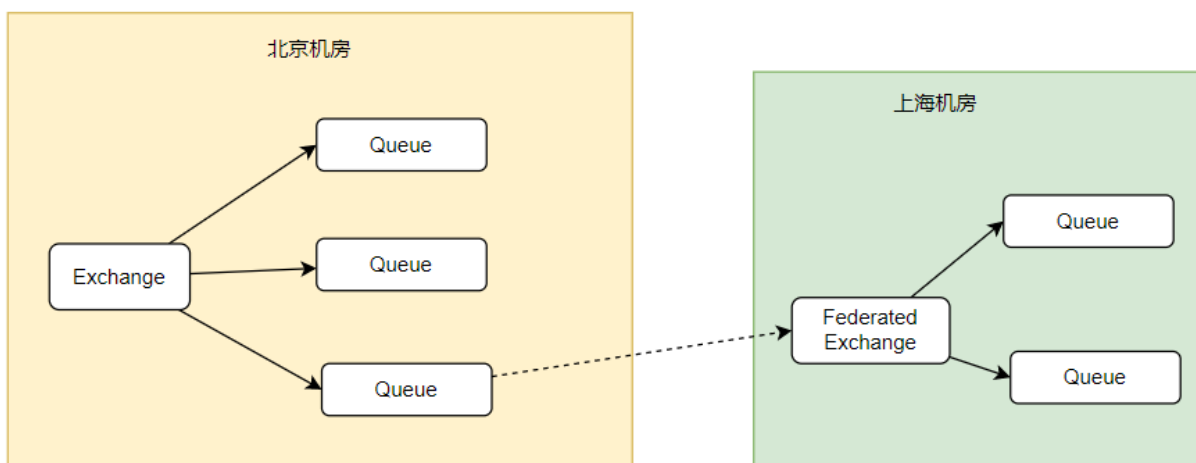 北京机房
Queue
Queue
Exchange
Queue
上海机房
Queue
Federated
Exchange
Queue